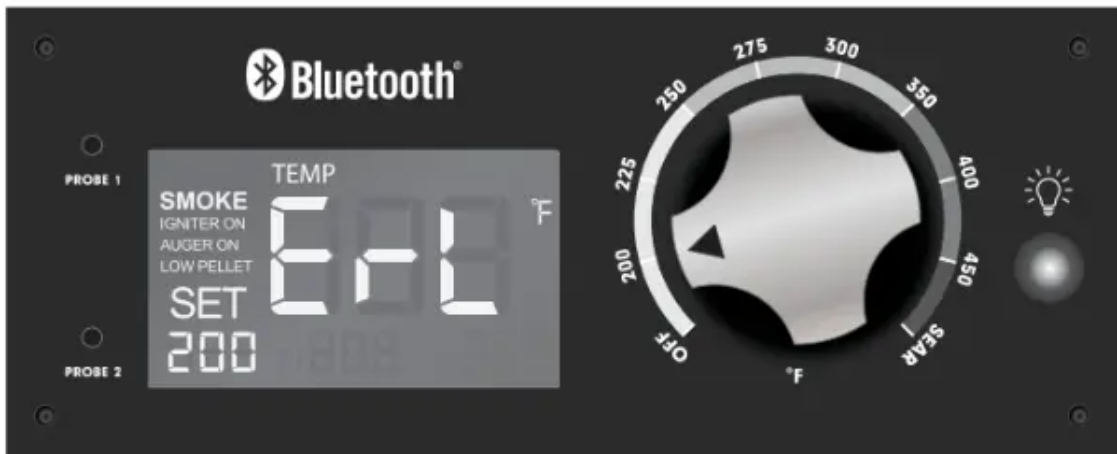 Bluetooth®
PROBE 1
TEMP
SMOKE
IGNITER ON
AUGER ON
LOW PELLET
ErL
°F
SET
200
PROBE 2
OFF
200
225
250
275
300
350
400
450
SEAR
°F